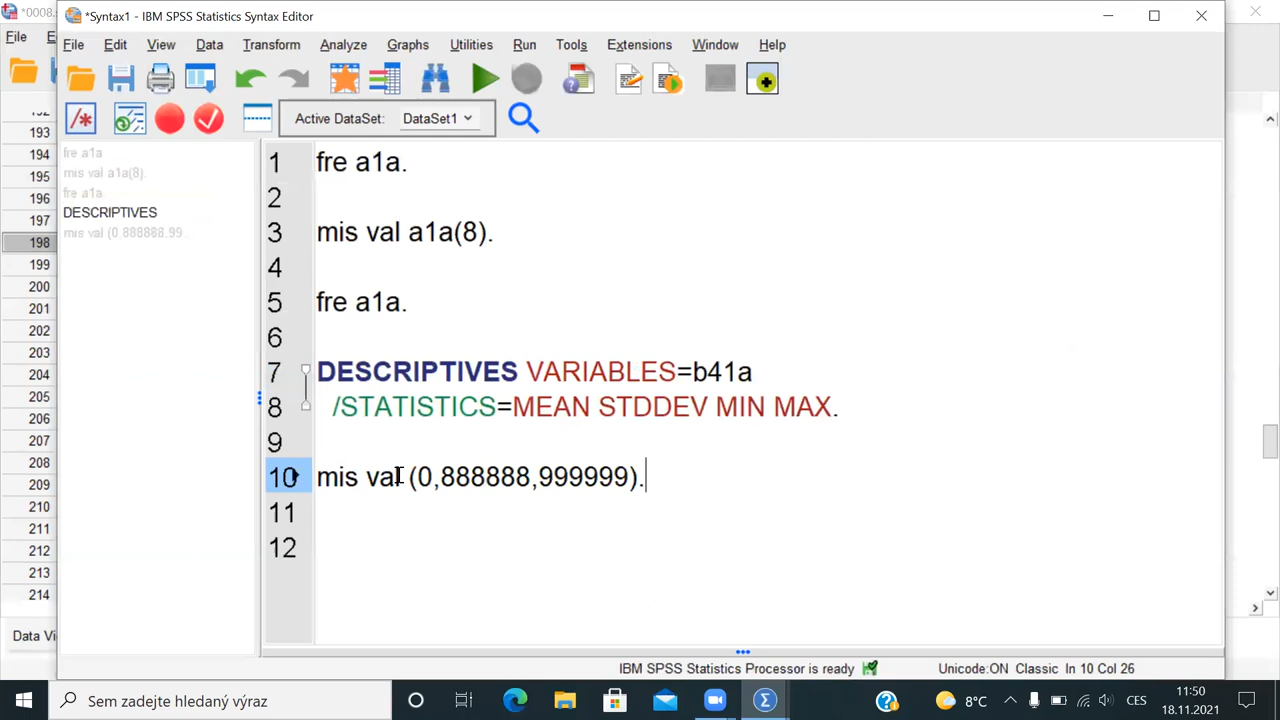 *0008.
*Syntax1 - IBM SPSS Statistics Syntax Editor
File
File Edit View Data Transform Analyze Graphs Utilities Run Tools Extensions Window Help
Active DataSet: DataSet1
192
193
194
195
196
197
198
199
200
201
202
203
204
205
206
207
208
209
210
211
212
213
214
fre a1a
mis val a1a(8).
fre a1a.
DESCRIPTIVES
mis val (0.888888,99..
1 fre a1a.
2
3 mis val a1a(8).
4
5 fre a1a.
6
7 DESCRIPTIVES VARIABLES=b41a
8 /STATISTICS=MEAN STDDEV MIN MAX.
9
10 mis val (0,888888,999999).
11
12
Data Vi
IBM SPSS Statistics Processor is ready Unicode:ON Classic In 10 Col 26
Sem zadejte hledaný výraz
8°C CES 11:50
18.11.2021